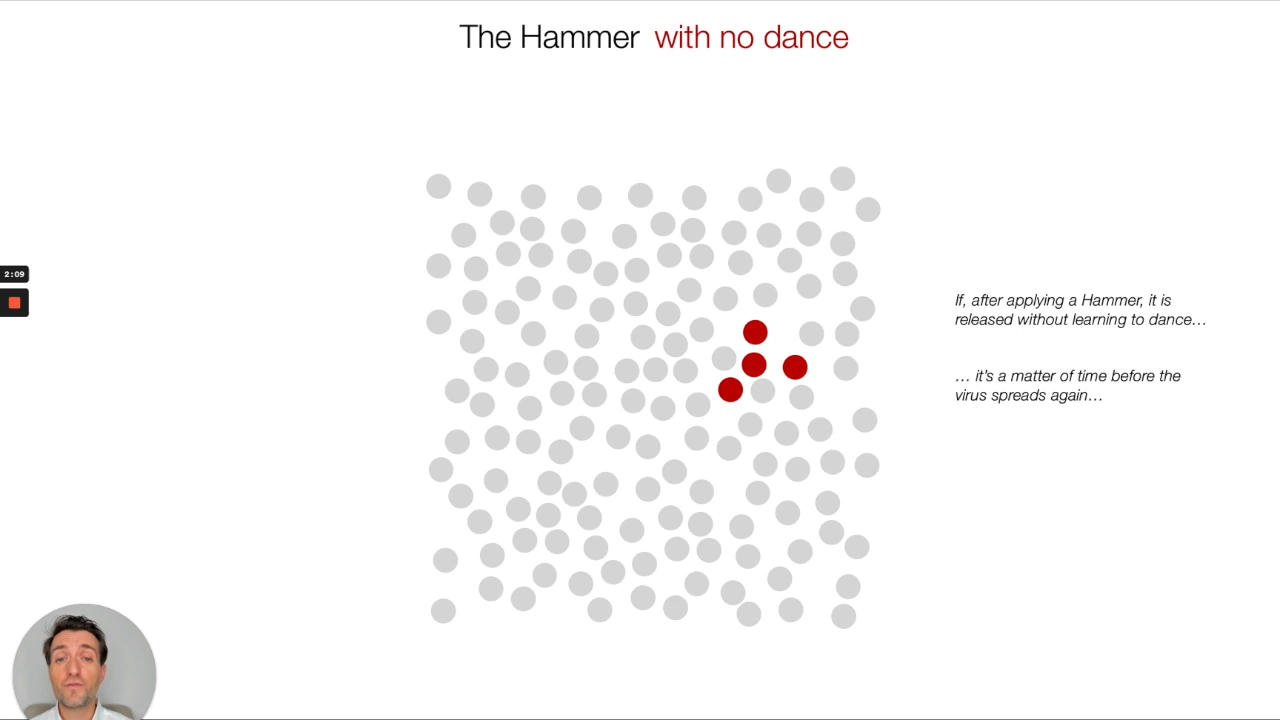 The Hammer with no dance
2:09
If, after applying a Hammer, it is
released without learning to dance…
… it’s a matter of time before the
virus spreads again…